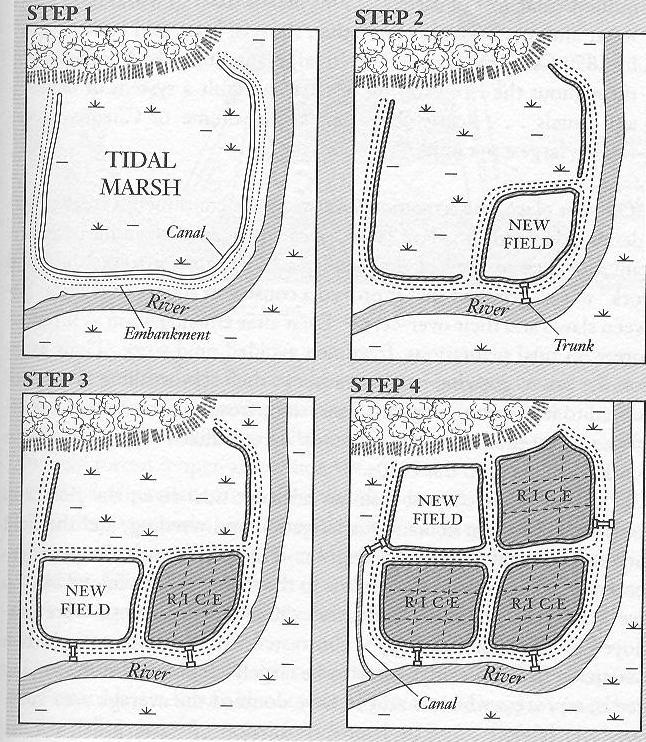 STEP 1
TIDAL
MARSH
Canal
River
Embankment
STEP 2
NEW
FIELD
River
Trunk
STEP 3
NEW
FIELD
RICE
River
STEP 4
NEW
FIELD
RICE
RICE
RICE
River
Canal